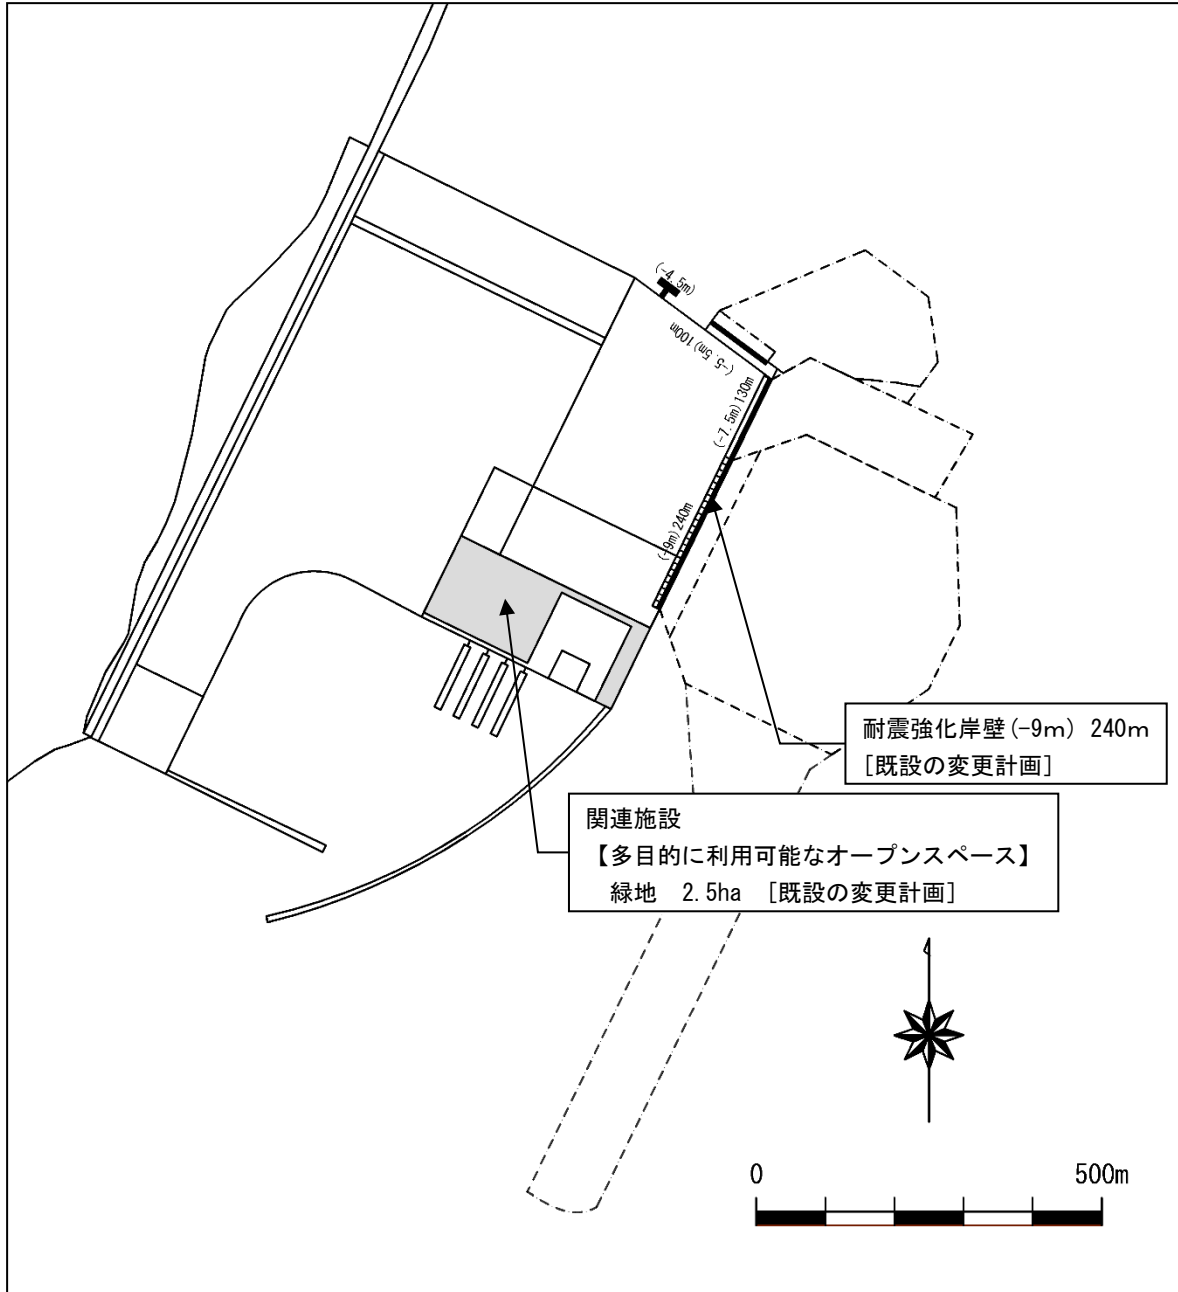 (-4.5m)
(-5.5m)100m
(-7.5m)130m
(-9m)240m
耐震強化岸壁(-9m) 240m
[既設の変更計画]
関連施設
【多目的に利用可能なオープンスペース】
緑地 2.5ha [既設の変更計画]
0 500m